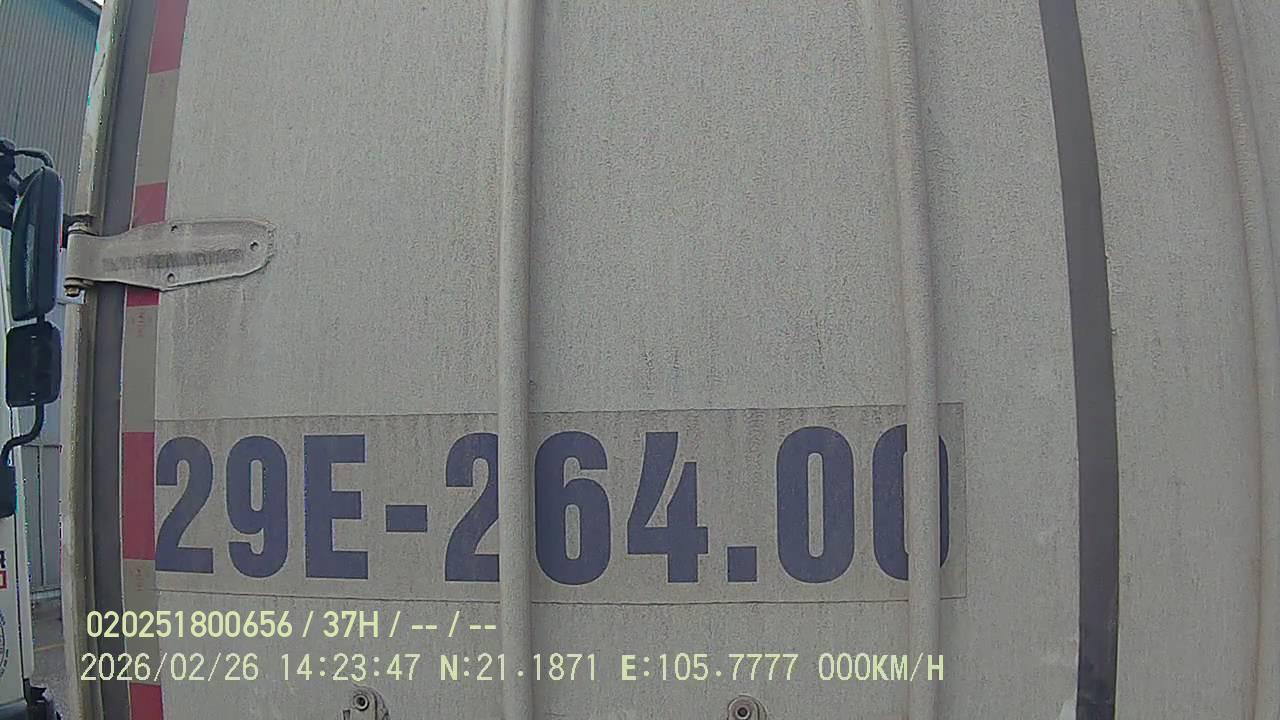 29E-264.00
020251800656 / 37H / -- / --
2026/02/26 14:23:47 N:21.1871 E:105.7777 000KM/H